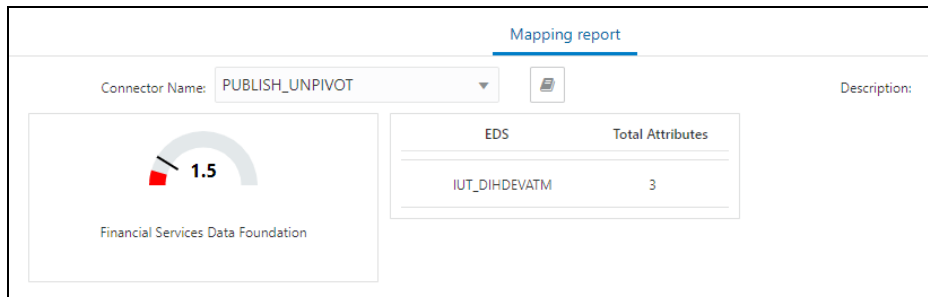 Mapping report
Connector Name: PUBLISH_UNPIVOT Description:
1.5
Financial Services Data Foundation
EDS Total Attributes
IUT_DIHDEVATM 3